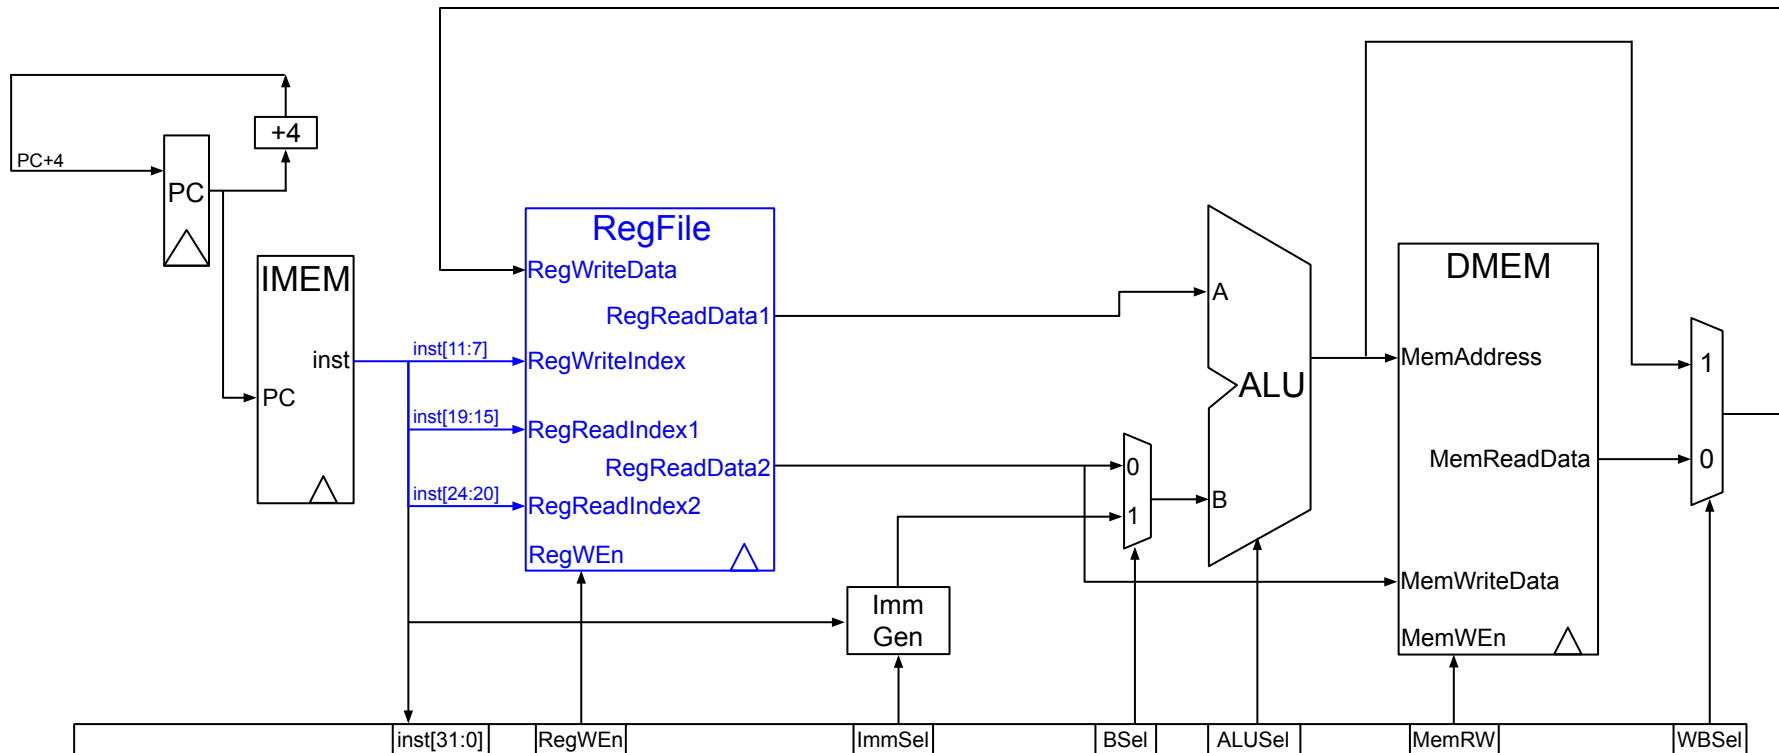 +4
PC+4
PC
IMEM
inst
PC
inst[11:7]
inst[19:15]
inst[24:20]
RegFile
RegWriteData
RegReadData1
RegWriteIndex
RegReadIndex1
RegReadData2
RegReadIndex2
RegWEn
Imm
Gen
0
1
A
ALU
B
DMEM
MemAddress
MemReadData
MemWriteData
MemWEn
1
0
inst[31:0]
RegWEn
ImmSel
BSel
ALUSel
MemRW
WBSel